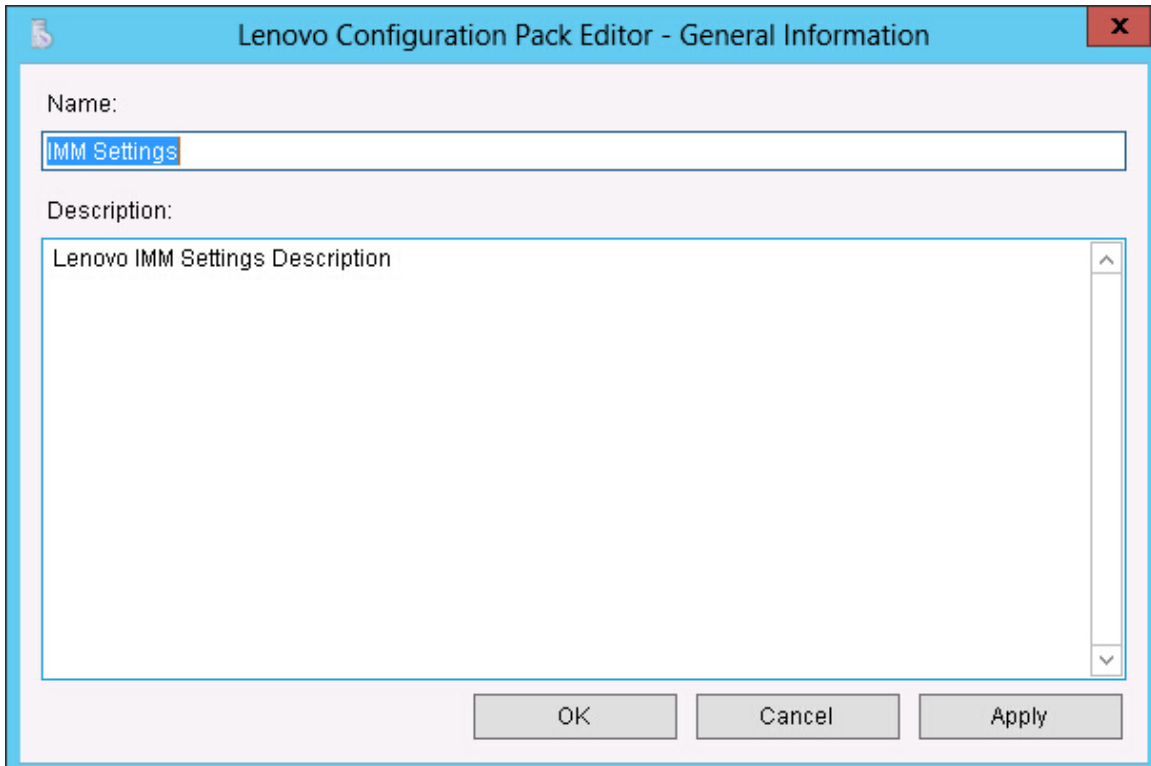 Lenovo Configuration Pack Editor - General Information
x
Name:
IMM Settings
Description:
Lenovo IMM Settings Description
OK Cancel Apply